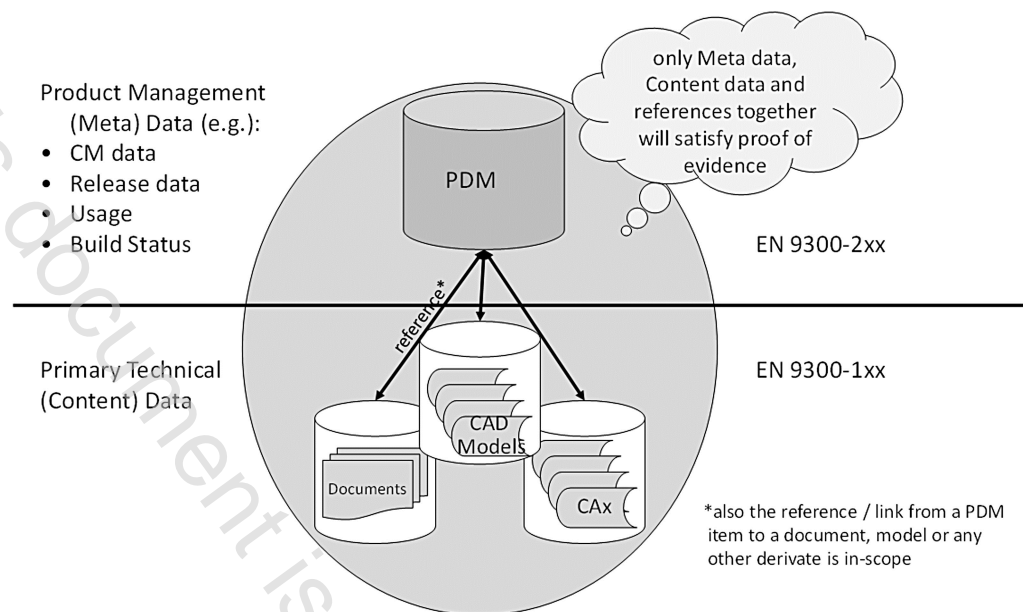 only Meta data,
Content data and
references together
will satisfy proof of
evidence
Product Management
(Meta) Data (e.g.):
• CM data
• Release data
• Usage
• Build Status
PDM
EN 9300-2xx
reference*
Primary Technical
(Content) Data
EN 9300-1xx
CAD
Models
Documents
CAx
*also the reference / link from a PDM
item to a document, model or any
other derivate is in-scope
document is